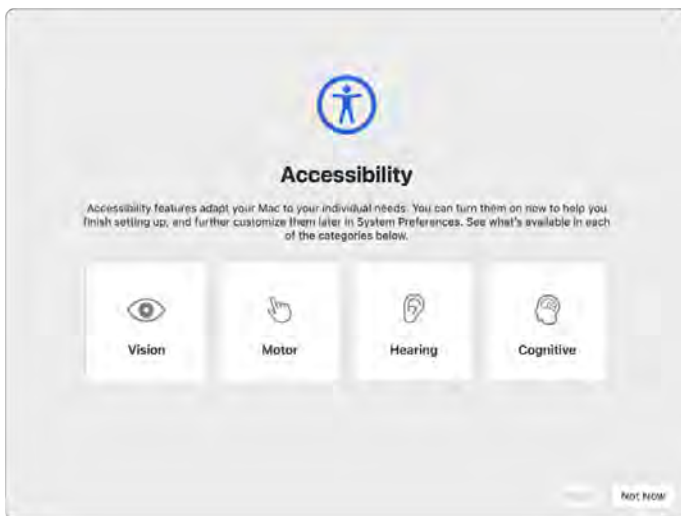 Accessibility
Accessibility features adapt your Mac to your individual needs. You can turn them on now to help you
finish setting up, and further customize them later in System Preferences. See what's available in each
of the categories below.
Vision
Motor
Hearing
Cognitive
Not Now